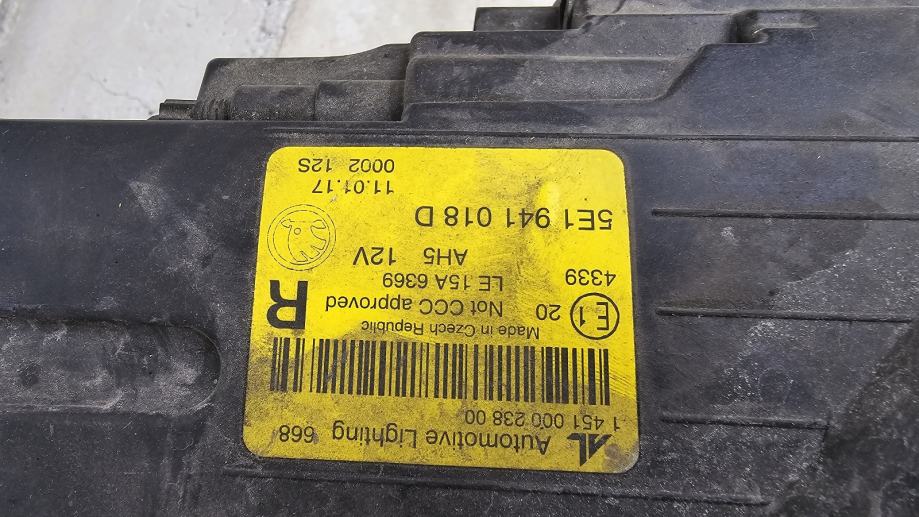 AL Automotive Lighting 668
1 451 000 238 00
Made in Czech Republic
E1 20 Not CCC approved R
4339 LE 15A 6369
AH5 12V
5E1 941 018 D
11.01.17
0002 12S